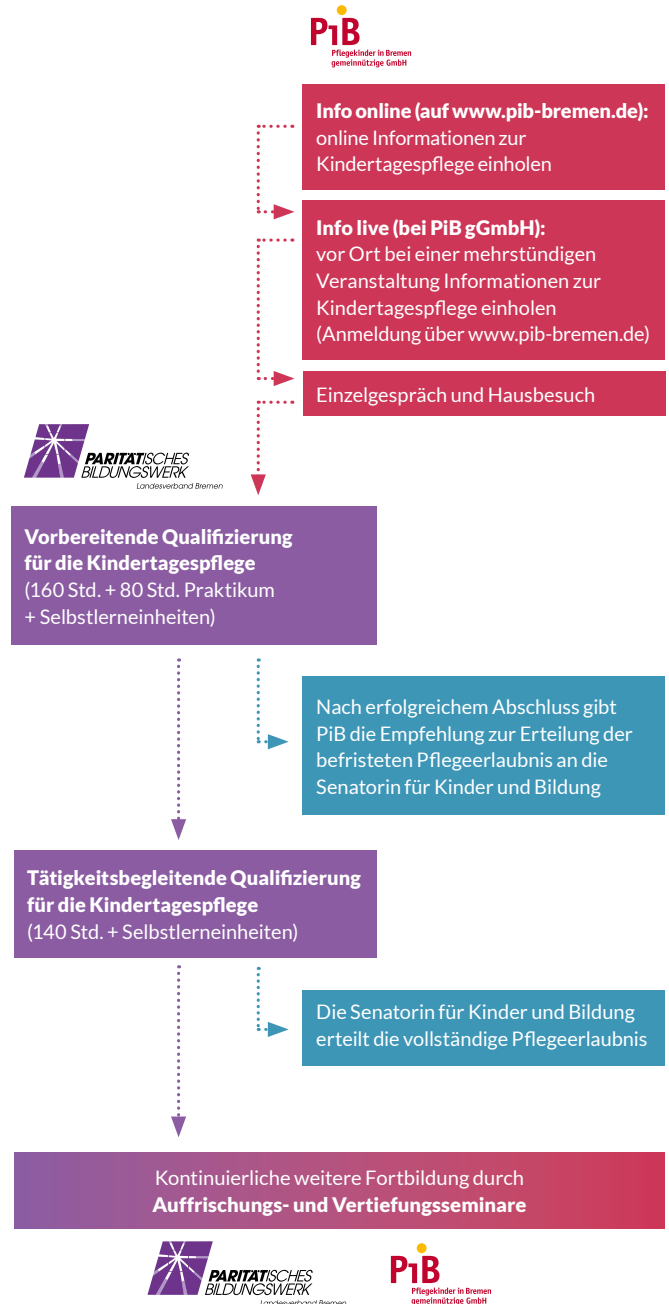 PiB
Pflegekinder in Bremen
gemeinnützige GmbH
Info online (auf www.pib-bremen.de):
online Informationen zur
Kindertagespflege einholen
Info live (bei PiB gGmbH):
vor Ort bei einer mehrstündigen
Veranstaltung Informationen zur
Kindertagespflege einholen
(Anmeldung über www.pib-bremen.de)
Einzelgespräch und Hausbesuch
PARITÄTISCHES
BILDUNGSWERK
Landesverband Bremen
Vorbereitende Qualifizierung
für die Kindertagespflege
(160 Std. + 80 Std. Praktikum
+ Selbstlerneinheiten)
Nach erfolgreichem Abschluss gibt
PiB die Empfehlung zur Erteilung der
befristeten Pflegeerlaubnis an die
Senatorin für Kinder und Bildung
Tätigkeitsbegleitende Qualifizierung
für die Kindertagespflege
(140 Std. + Selbstlerneinheiten)
Die Senatorin für Kinder und Bildung
erteilt die vollständige Pflegeerlaubnis
Kontinuierliche weitere Fortbildung durch
Auffrischungs- und Vertiefungsseminare
PARITÄTISCHES
BILDUNGSWERK
Landesverband Bremen
PiB
Pflegekinder in Bremen
gemeinnützige GmbH